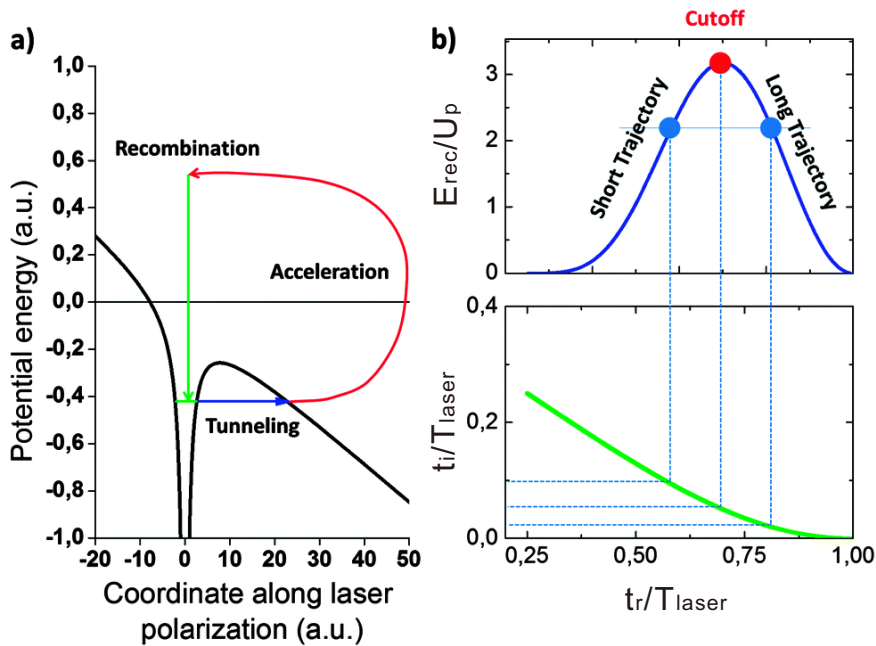 a)
1,0
0,8
0,6
0,4
0,2
0,0
-0,2
-0,4
-0,6
-0,8
-1,0
Potential energy (a.u.)
Recombination
Acceleration
Tunneling
-20 -10 0 10 20 30 40 50
Coordinate along laser
polarization (a.u.)
b)
Cutoff
3
2
1
0
Erec/Up
Short Trajectory
Long Trajectory
0,4
0,2
0,0
ti/Tlaser
0,25 0,50 0,75 1,00
tr/Tlaser